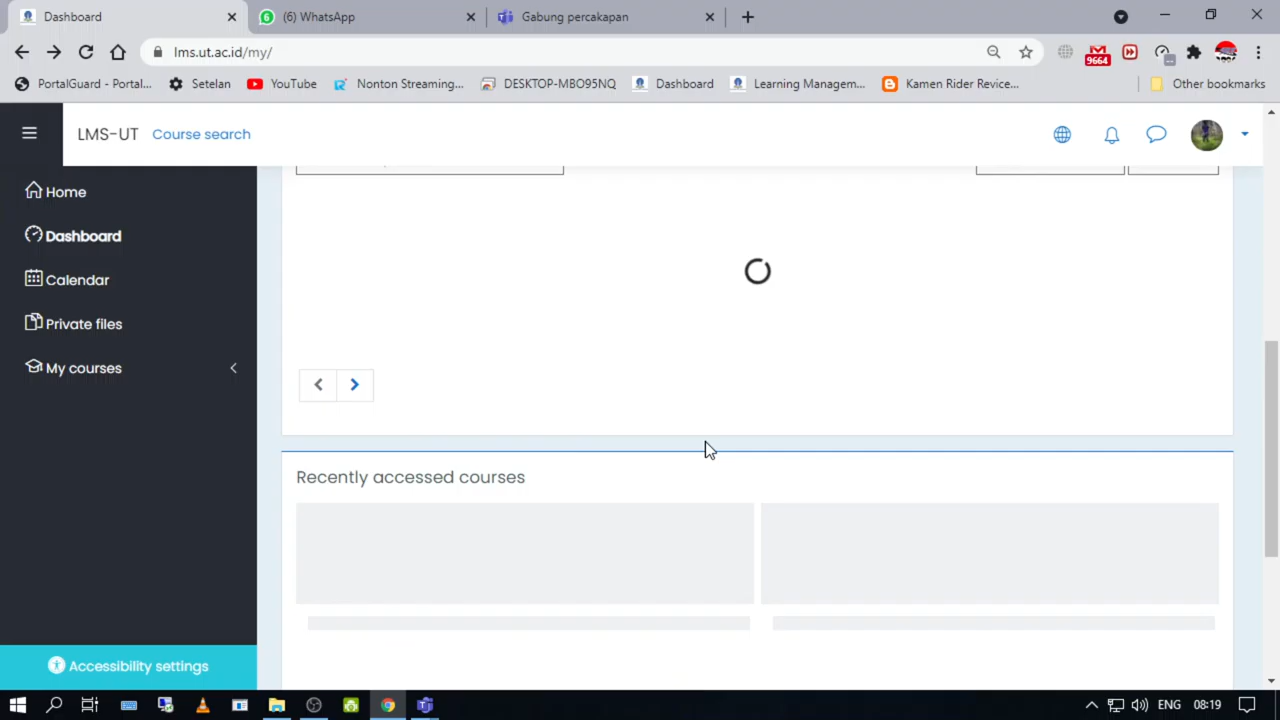 Dashboard
(6) WhatsApp
Gabung percakapan
lms.ut.ac.id/my/
9664
PortalGuard - Portal...
Setelan
YouTube
Nonton Streaming...
DESKTOP-MBO95NQ
Dashboard
Learning Managem...
Kamen Rider Revice...
Other bookmarks
LMS-UT
Course search
Home
Dashboard
Calendar
Private files
My courses
Recently accessed courses
Accessibility settings
ENG
08:19